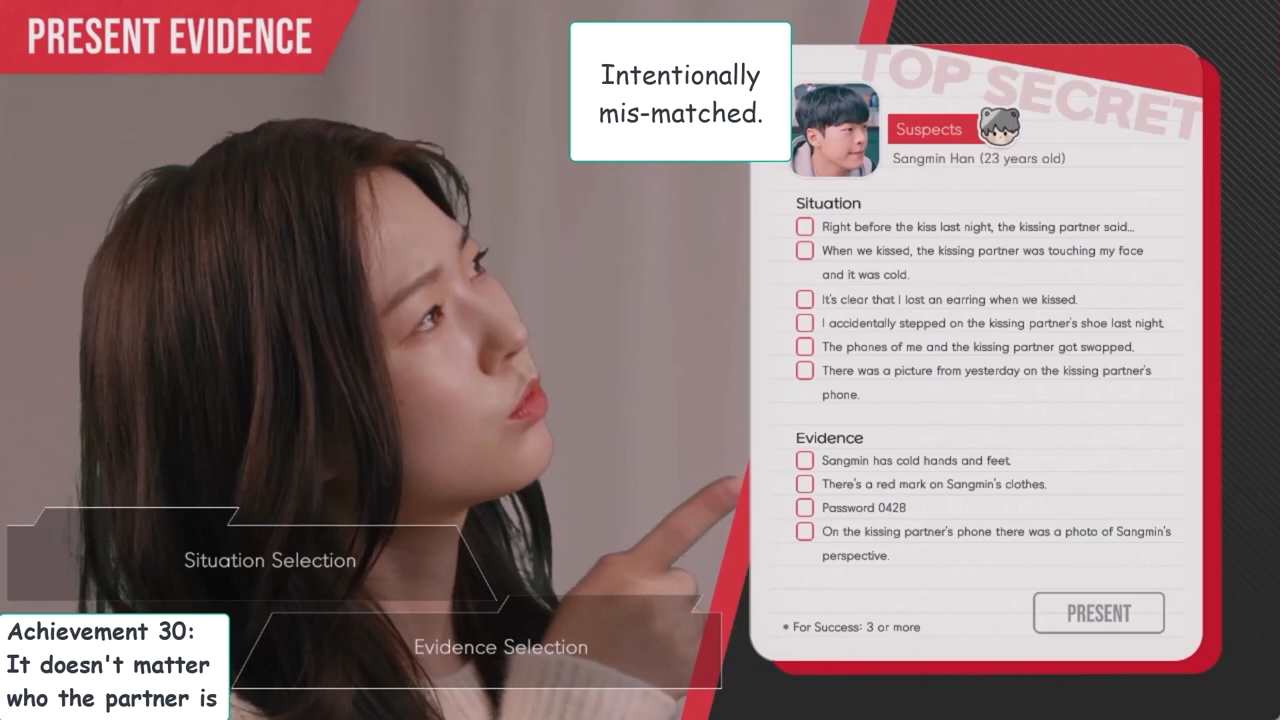 PRESENT EVIDENCE
Intentionally
mis-matched.
TOP SECRET
Suspects
Sangmin Han (23 years old)
Situation
Right before the kiss last night, the kissing partner said...
When we kissed, the kissing partner was touching my face
and it was cold.
It's clear that I lost an earring when we kissed.
I accidentally stepped on the kissing partner's shoe last night.
The phones of me and the kissing partner got swapped.
There was a picture from yesterday on the kissing partner's
phone.
Evidence
Sangmin has cold hands and feet.
There's a red mark on Sangmin's clothes.
Password 0428
On the kissing partner's phone there was a photo of Sangmin's
perspective.
* For Success: 3 or more
PRESENT
Situation Selection
Evidence Selection
Achievement 30:
It doesn't matter
who the partner is